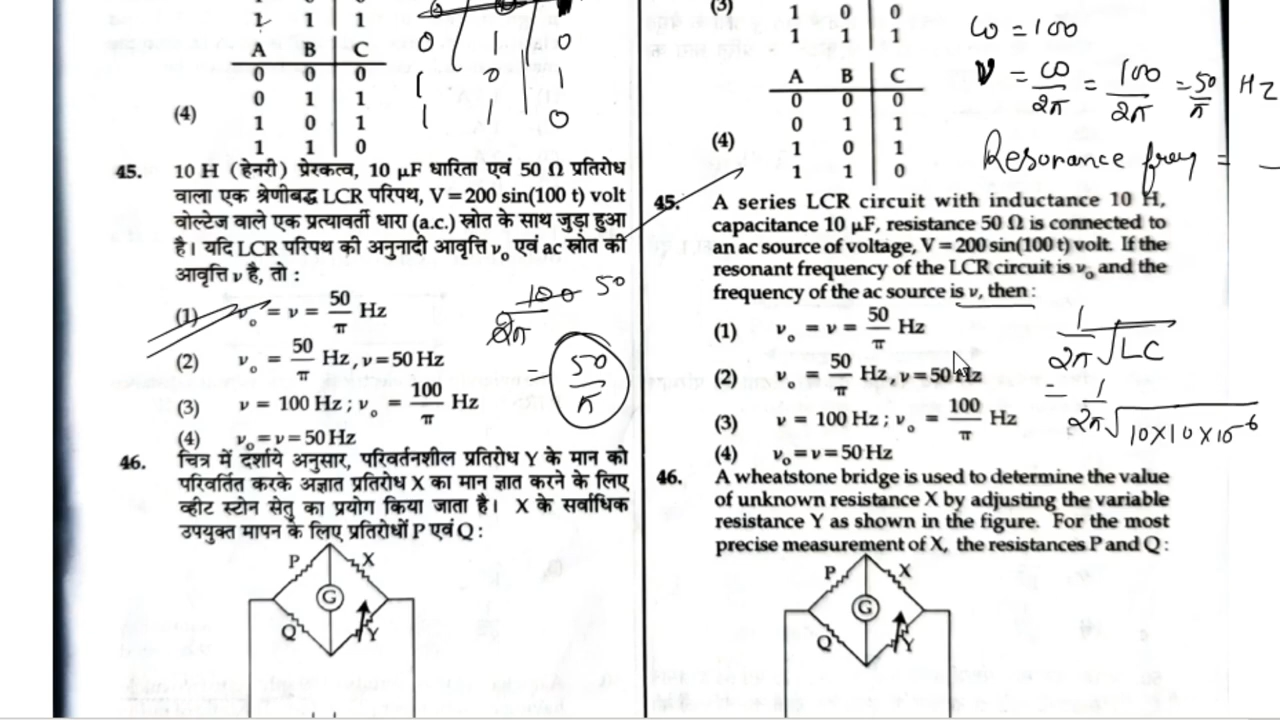 1 1 1
A B C
0 0 0
0 1 1
(4)
1 0 1
1 1 0
0 1 0
1 0 1
1 1 0
45. 10 H (हेनरी) प्रेरकत्व, 10 μF धारिता एवं 50 Ω प्रतिरोध
वाला एक श्रेणीबद्ध LCR परिपथ, V=200 sin(100 t) volt
वोल्टेज वाले एक प्रत्यावर्ती धारा (a.c.) स्रोत के साथ जुड़ा हुआ
है। यदि LCR परिपथ की अनुनादी आवृत्ति ν₀ एवं ac स्रोत की
आवृत्ति ν है, तो :
(1) ν₀ = ν = 50/π Hz
(2) ν₀ = 50/π Hz, ν=50 Hz
(3) ν = 100 Hz ; ν₀ = 100/π Hz
(4) ν₀=ν=50 Hz
100 50
2π
= 50/π
46. चित्र में दर्शाये अनुसार, परिवर्तनशील प्रतिरोध Y के मान को
परिवर्तित करके अज्ञात प्रतिरोध X का मान ज्ञात करने के लिए
व्हीट स्टोन सेतु का प्रयोग किया जाता है। X के सर्वाधिक
उपयुक्त मापन के लिए प्रतिरोधों P एवं Q :
P X
G
Q Y
(3)
1 0 0
1 1 1
A B C
0 0 0
0 1 1
(4)
1 0 1
1 1 0
ω = 100
ν = ω/2π = 100/2π = 50/π Hz
Resonance freq =
45. A series LCR circuit with inductance 10 H,
capacitance 10 μF, resistance 50 Ω is connected to
an ac source of voltage, V = 200 sin(100 t) volt. If the
resonant frequency of the LCR circuit is ν₀ and the
frequency of the ac source is ν, then :
(1) ν₀ = ν = 50/π Hz
(2) ν₀ = 50/π Hz, ν = 50 Hz
(3) ν = 100 Hz ; ν₀ = 100/π Hz
(4) ν₀ = ν = 50 Hz
1/2π√LC
= 1/2π√10×10×10⁻⁶
46. A wheatstone bridge is used to determine the value
of unknown resistance X by adjusting the variable
resistance Y as shown in the figure. For the most
precise measurement of X, the resistances P and Q :
P X
G
Q Y